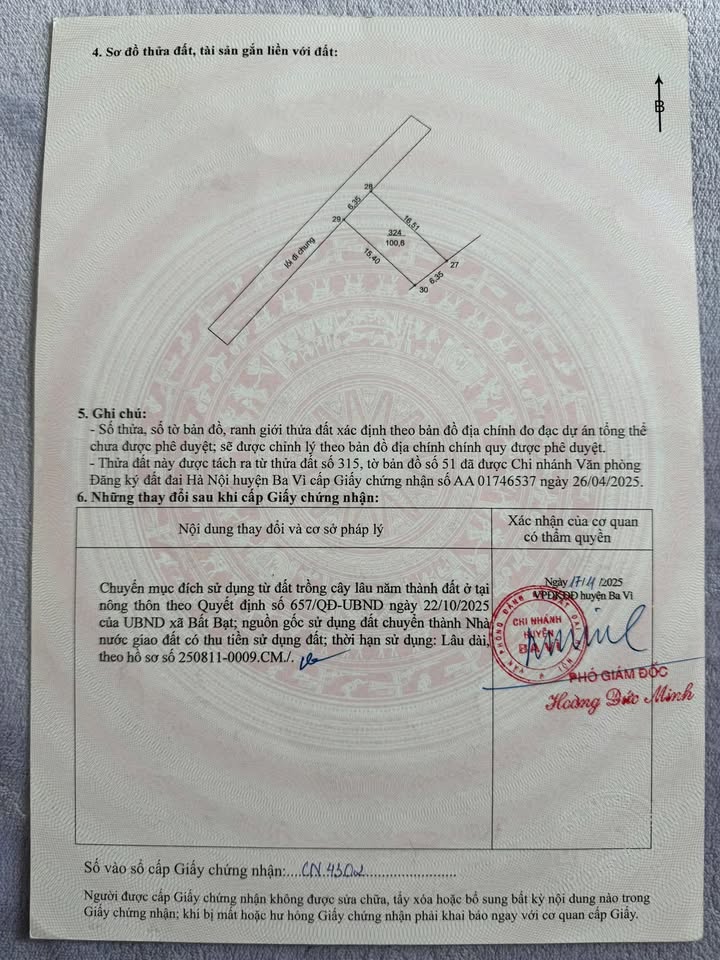 4. Sơ đồ thửa đất, tài sản gắn liền với đất:
B
28
6,35
29
16,51
324
100,6
lối đi chung
15,40
27
6,35
30
5. Ghi chú:
- Số thửa, số tờ bản đồ, ranh giới thửa đất xác định theo bản đồ địa chính đo đạc dự án tổng thể
chưa được phê duyệt; sẽ được chỉnh lý theo bản đồ địa chính chính quy được phê duyệt.
- Thửa đất này được tách ra từ thửa đất số 315, tờ bản đồ số 51 đã được Chi nhánh Văn phòng
Đăng ký đất đai Hà Nội huyện Ba Vì cấp Giấy chứng nhận số AA 01746537 ngày 26/04/2025.
6. Những thay đổi sau khi cấp Giấy chứng nhận:
Nội dung thay đổi và cơ sở pháp lý
Xác nhận của cơ quan
có thẩm quyền
Chuyển mục đích sử dụng từ đất trồng cây lâu năm thành đất ở tại
nông thôn theo Quyết định số 657/QĐ-UBND ngày 22/10/2025
của UBND xã Bất Bạt; nguồn gốc sử dụng đất chuyển thành Nhà
nước giao đất có thu tiền sử dụng đất; thời hạn sử dụng: Lâu dài,
theo hồ sơ số 250811-0009.CM./.
Ngày 17/11/2025
VPĐKĐĐ huyện Ba Vì
CHI NHÁNH
HUYỆN
BA VÌ
PHÓ GIÁM ĐỐC
Hoàng Đức Minh
Số vào sổ cấp Giấy chứng nhận:....CN.4302........................
Người được cấp Giấy chứng nhận không được sửa chữa, tẩy xóa hoặc bổ sung bất kỳ nội dung nào trong
Giấy chứng nhận; khi bị mất hoặc hư hỏng Giấy chứng nhận phải khai báo ngay với cơ quan cấp Giấy.